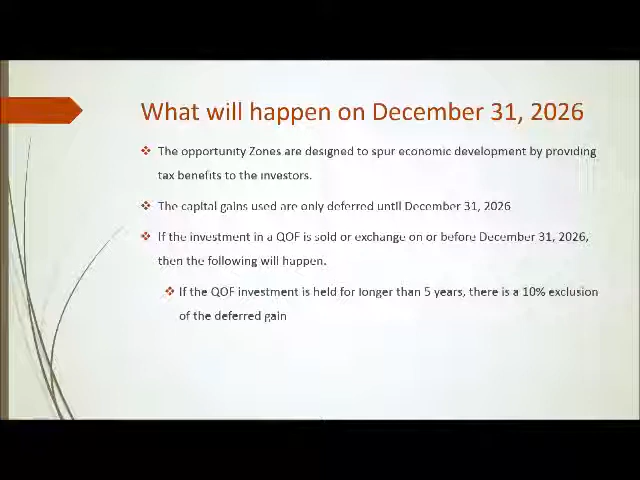 What will happen on December 31, 2026
The opportunity Zones are designed to spur economic development by providing
tax benefits to the investors.
The capital gains used are only deferred until December 31, 2026
If the investment in a QOF is sold or exchange on or before December 31, 2026,
then the following will happen.
If the QOF investment is held for longer than 5 years, there is a 10% exclusion
of the deferred gain